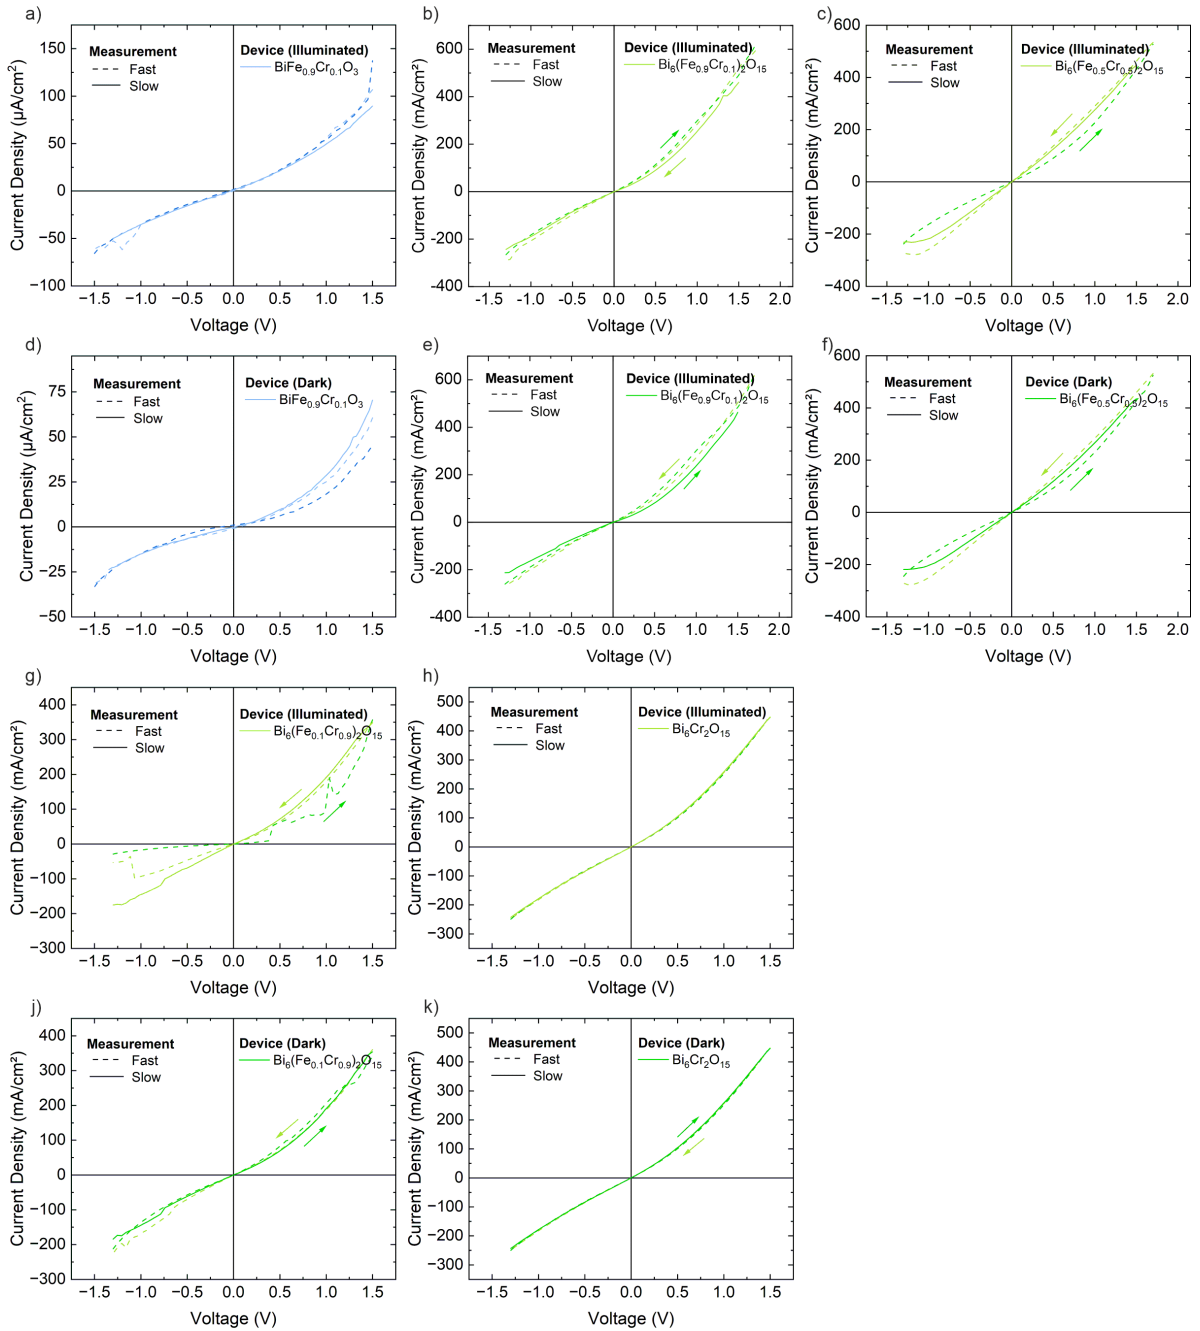 a)
Measurement
Fast
Slow
Device (Illuminated)
BiFe0.9Cr0.1O3
Current Density (µA/cm²)
150
100
50
0
−50
−100
−1.5 −1.0 −0.5 0.0 0.5 1.0 1.5
Voltage (V)
b)
Measurement
Fast
Slow
Device (Illuminated)
Bi6(Fe0.9Cr0.1)2O15
Current Density (mA/cm²)
600
400
200
0
−200
−400
−1.5 −1.0 −0.5 0.0 0.5 1.0 1.5 2.0
Voltage (V)
c)
Measurement
Fast
Slow
Device (Illuminated)
Bi6(Fe0.5Cr0.5)2O15
Current Density (mA/cm²)
600
400
200
0
−200
−400
−1.5 −1.0 −0.5 0.0 0.5 1.0 1.5 2.0
Voltage (V)
d)
Measurement
Fast
Slow
Device (Dark)
BiFe0.9Cr0.1O3
Current Density (µA/cm²)
75
50
25
0
−25
−50
−1.5 −1.0 −0.5 0.0 0.5 1.0 1.5
Voltage (V)
e)
Measurement
Fast
Slow
Device (Illuminated)
Bi6(Fe0.9Cr0.1)2O15
Current Density (mA/cm²)
600
400
200
0
−200
−400
−1.5 −1.0 −0.5 0.0 0.5 1.0 1.5 2.0
Voltage (V)
f)
Measurement
Fast
Slow
Device (Dark)
Bi6(Fe0.5Cr0.5)2O15
Current Density (mA/cm²)
600
400
200
0
−200
−400
−1.5 −1.0 −0.5 0.0 0.5 1.0 1.5 2.0
Voltage (V)
g)
Measurement
Fast
Slow
Device (Illuminated)
Bi6(Fe0.1Cr0.9)2O15
Current Density (mA/cm²)
400
300
200
100
0
−100
−200
−300
−1.5 −1.0 −0.5 0.0 0.5 1.0 1.5
Voltage (V)
h)
Measurement
Fast
Slow
Device (Illuminated)
Bi6Cr2O15
Current Density (mA/cm²)
500
400
300
200
100
0
−100
−200
−300
−1.5 −1.0 −0.5 0.0 0.5 1.0 1.5
Voltage (V)
j)
Measurement
Fast
Slow
Device (Dark)
Bi6(Fe0.1Cr0.9)2O15
Current Density (mA/cm²)
400
300
200
100
0
−100
−200
−300
−1.5 −1.0 −0.5 0.0 0.5 1.0 1.5
Voltage (V)
k)
Measurement
Fast
Slow
Device (Dark)
Bi6Cr2O15
Current Density (mA/cm²)
500
400
300
200
100
0
−100
−200
−300
−1.5 −1.0 −0.5 0.0 0.5 1.0 1.5
Voltage (V)